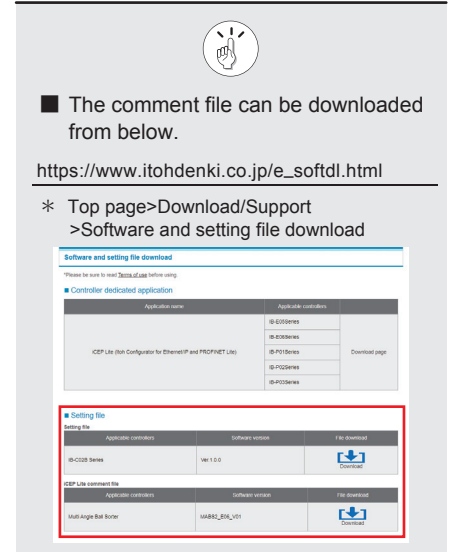 ■ The comment file can be downloaded
from below.
https://www.itohdenki.co.jp/e_softdl.html
＊ Top page>Download/Support
>Software and setting file download
Software and setting file download
*Please be sure to read Terms of use before using.
■ Controller dedicated application
Application name Applicable controllers
iCEP Lite (Itoh Configurator for Ethernet/IP and PROFINET Lite)
IB-E03Series
IB-E06Series
IB-P01Series
IB-P02Series
IB-P03Series
Download page
■ Setting file
Setting file
Applicable controllers Software version File download
IB-C02B Series Ver.1.0.0 Download
iCEP Lite comment file
Applicable controllers Software version File download
Multi Angle Ball Sorter MABS2_E06_V01 Download